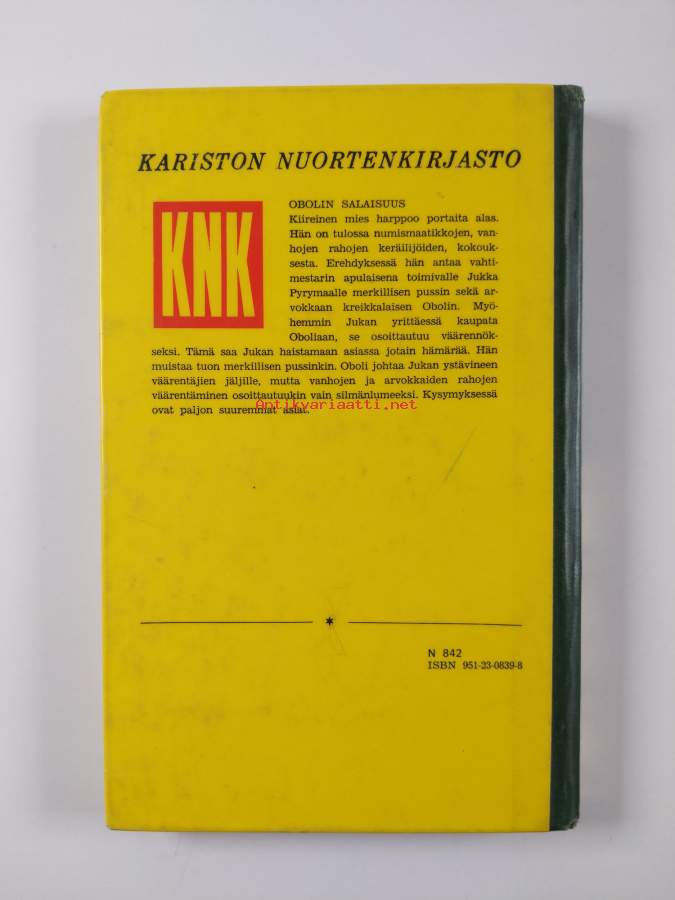 KARISTON NUORTENKIRJASTO
KNK
OBOLIN SALAISUUS
Kiireinen mies harppoo portaita alas.
Hän on tulossa numismaatikkojen, van-
hojen rahojen keräilijöiden, kokouk-
sesta. Erehdyksessä hän antaa vahti-
mestarin apulaisena toimivalle Jukka
Pyrymaalle merkillisen pussin sekä ar-
vokkaan kreikkalaisen Obolin. Myö-
hemmin Jukan yrittäessä kaupata
Oboliaan, se osoittautuu väärennök-
seksi. Tämä saa Jukan haistamaan asiassa jotain hämärää. Hän
muistaa tuon merkillisen pussinkin. Oboli johtaa Jukan ystävineen
väärentäjien jäljille, mutta vanhojen ja arvokkaiden rahojen
väärentäminen osoittautuukin vain silmänlumeeksi. Kysymyksessä
ovat paljon suuremmat asiat.
Antikvariaatti.net
N 842
ISBN 951-23-0839-8